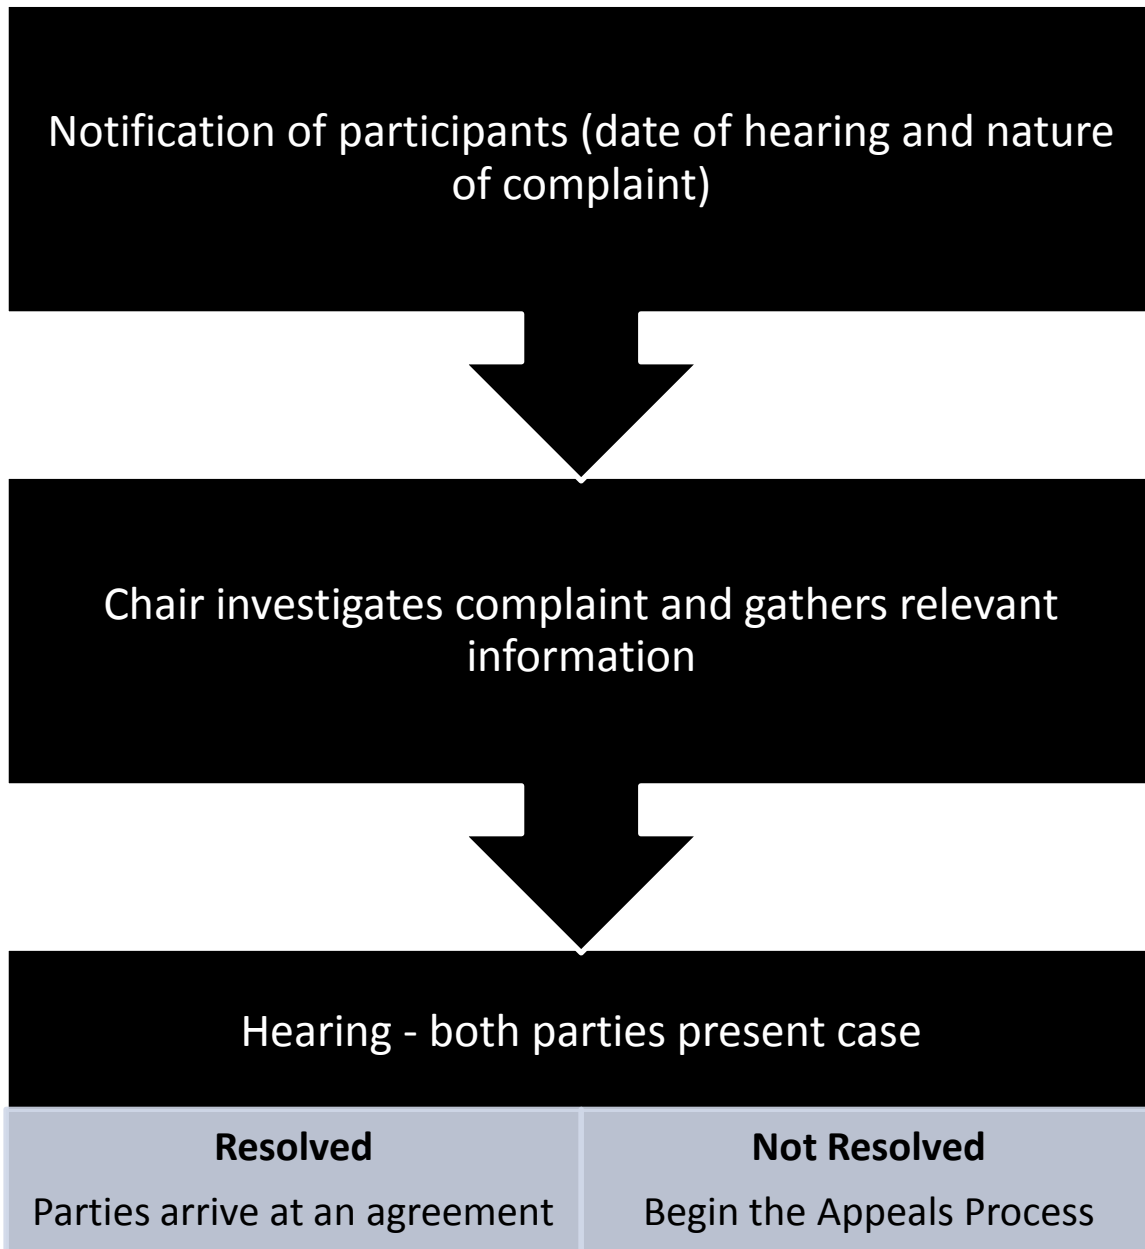 Notification of participants (date of hearing and nature
of complaint)
Chair investigates complaint and gathers relevant
information
Hearing - both parties present case
Resolved
Parties arrive at an agreement
Not Resolved
Begin the Appeals Process